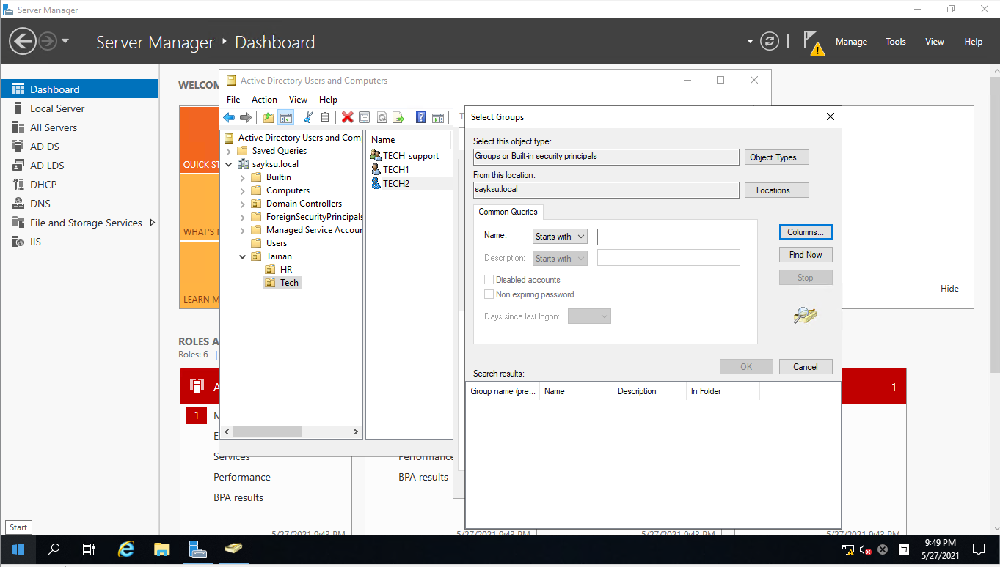 Server Manager
Server Manager ‣ Dashboard
Manage Tools View Help
Dashboard
Local Server
All Servers
AD DS
AD LDS
DHCP
DNS
File and Storage Services
IIS
QUICK ST
WHAT'S
LEARN M
Roles: 6
Hide
Active Directory Users and Computers
File Action View Help
Active Directory Users and Com
Saved Queries
sayksu.local
Builtin
Computers
Domain Controllers
ForeignSecurityPrincipals
Managed Service Accour
Users
Tainan
HR
Tech
Name
TECH_support
TECH1
TECH2
Select Groups
Select this object type:
Groups or Built-in security principals
Object Types...
From this location:
sayksu.local
Locations...
Common Queries
Name: Starts with
Description: Starts with
Disabled accounts
Non expiring password
Days since last logon:
Columns...
Find Now
Stop
OK Cancel
Search results:
Group name (pre... Name Description In Folder
1
1
Services
Performance
BPA results
Performance
BPA results
5/27/2021 9:43 PM 5/27/2021 9:43 PM 5/27/2021 9:43 PM 5/27/2021 9:43 PM
Start
9:49 PM
5/27/2021